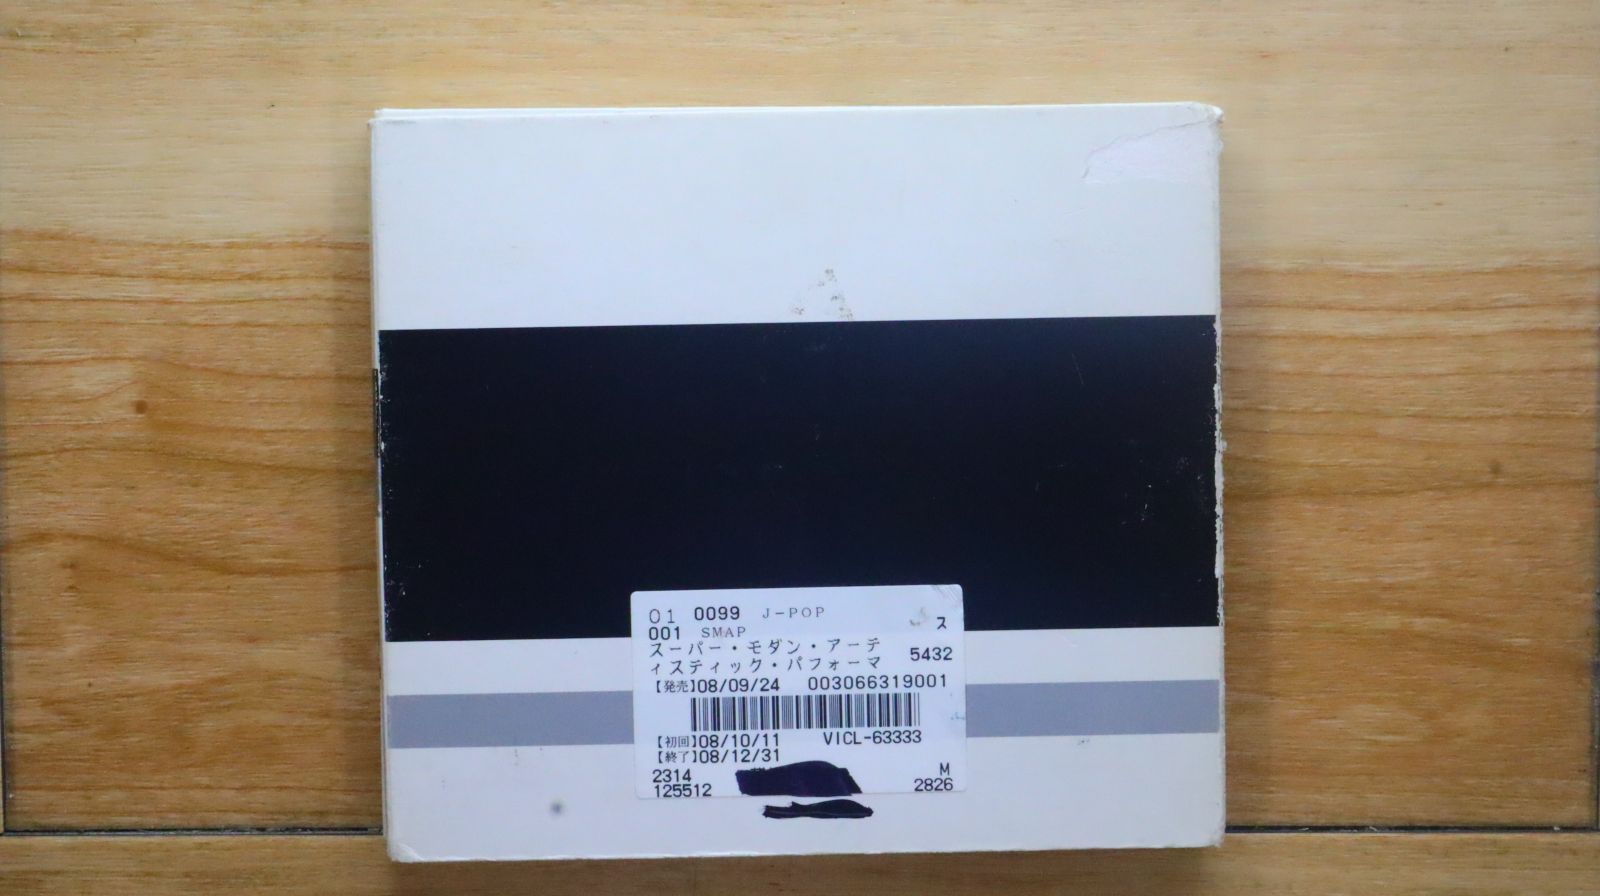 01 0099 J-POP
001 SMAP ス
スーパー・モダン・アーテ
ィスティック・パフォーマ 5432
【発売】08/09/24 003066319001
【初回】08/10/11 VICL-63333
【終了】08/12/31
2314 M
125512 2826